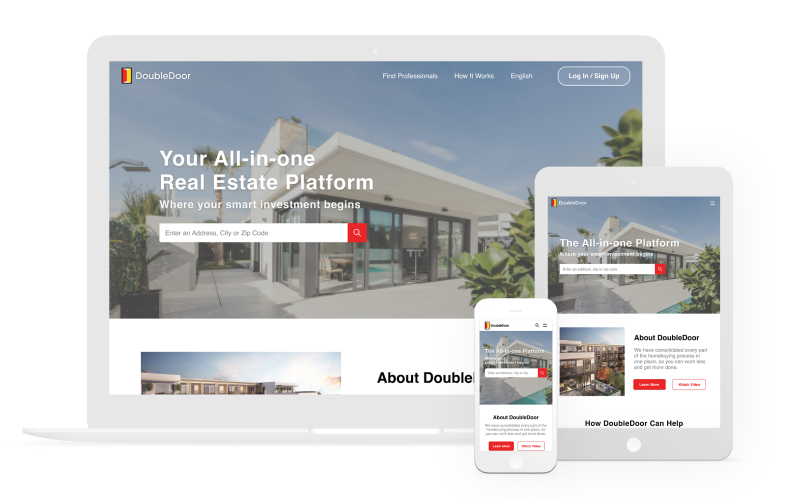 DoubleDoor
Find Professionals
How It Works
English
Log In / Sign Up
Your All-in-one
Real Estate Platform
Where your smart investment begins
Enter an Address, City or Zip Code
About Double
DoubleDoor
The All-in-one Platform
Where your smart investment begins
Enter an address, city or zip code
About DoubleDoor
We have consolidated every part
of the homebuying process in
one place, so you can work less
and get more done.
Learn More
Watch Video
How DoubleDoor Can Help
DoubleDoor
The All-in-one Platform
Where your
smart investment begins
Enter an Address, City or Zip
About DoubleDoor
We have consolidated every part of the
homebuying process in one place, so
you can work less and get more done.
Learn More
Watch Video